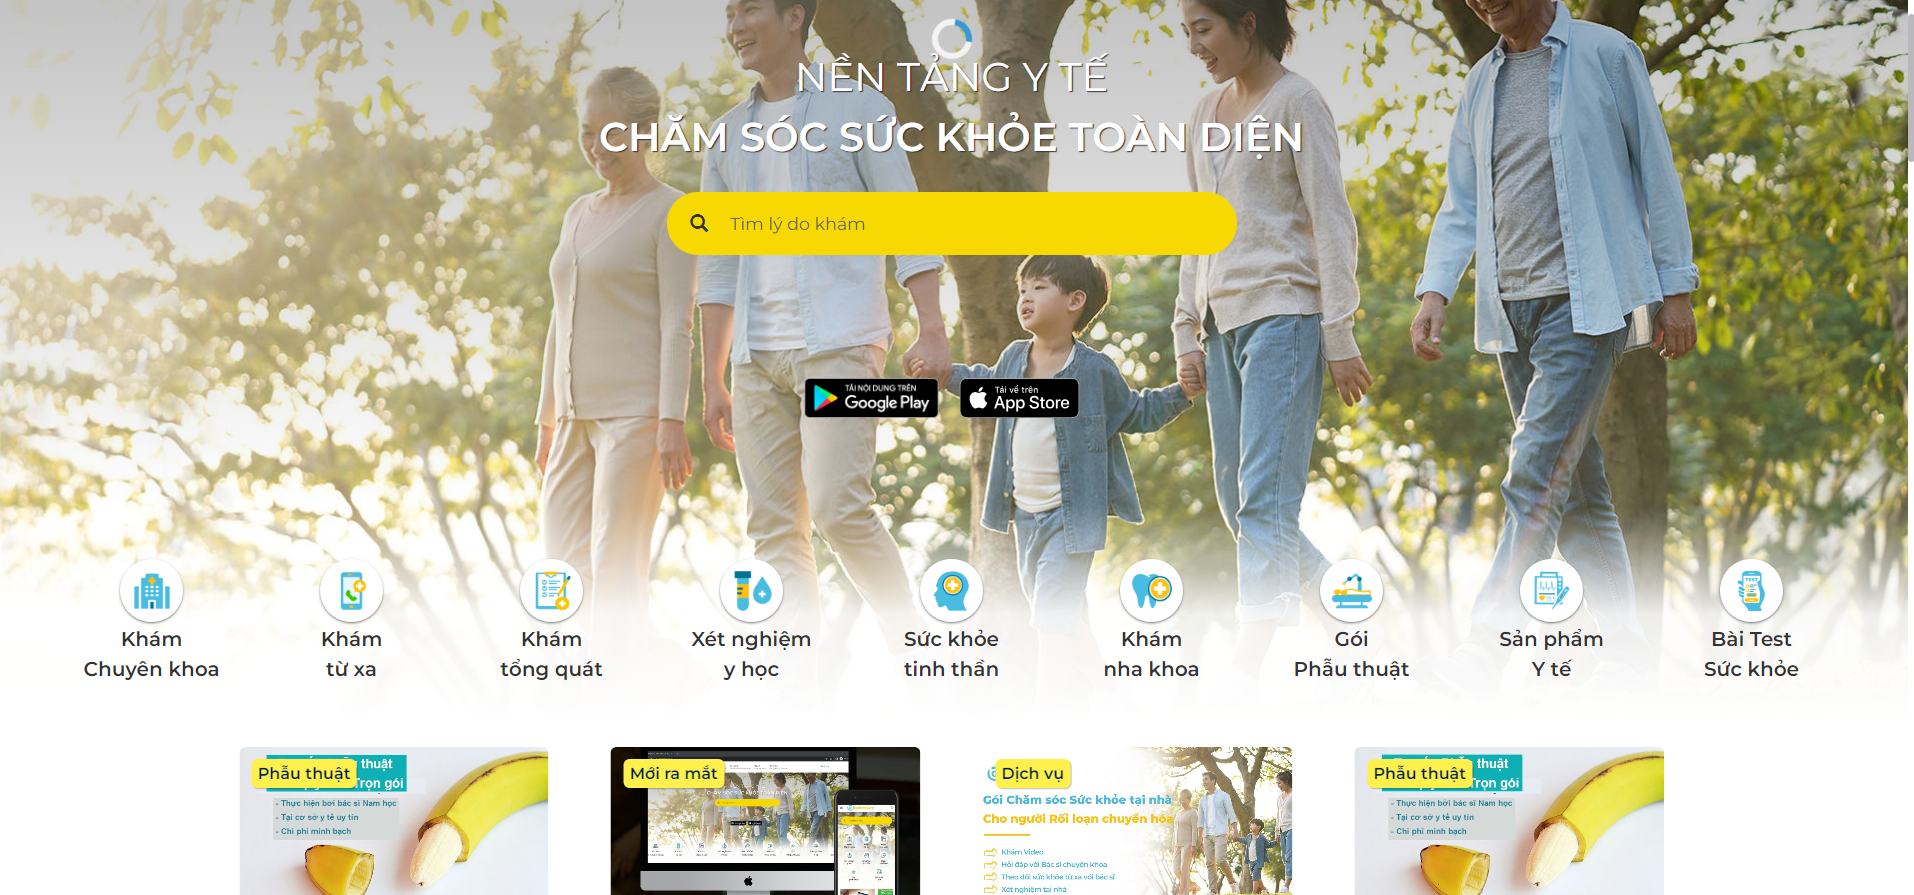 NỀN TẢNG Y TẾ
CHĂM SÓC SỨC KHỎE TOÀN DIỆN
Tìm lý do khám
TẢI NỘI DUNG TRÊN
Google Play
Tải về trên
App Store
Khám
Chuyên khoa
Khám
từ xa
Khám
tổng quát
Xét nghiệm
y học
Sức khỏe
tinh thần
Khám
nha khoa
Gói
Phẫu thuật
Sản phẩm
Y tế
Bài Test
Sức khỏe
Phẫu thuật
thuật
Trọn gói
- Thực hiện bởi bác sĩ Nam học
- Tại cơ sở y tế uy tín
- Chi phí minh bạch
Mới ra mắt
CHĂM SÓC SỨC KHỎE TOÀN DIỆN
Dịch vụ
Gói Chăm sóc Sức khỏe tại nhà
Cho người Rối loạn chuyển hóa
Khám Video
Hỏi đáp với Bác sĩ chuyên khoa
Theo dõi sức khỏe từ xa với bác sĩ
Xét nghiệm tại nhà
Phẫu thuật
thuật
Trọn gói
- Thực hiện bởi bác sĩ Nam học
- Tại cơ sở y tế uy tín
- Chi phí minh bạch